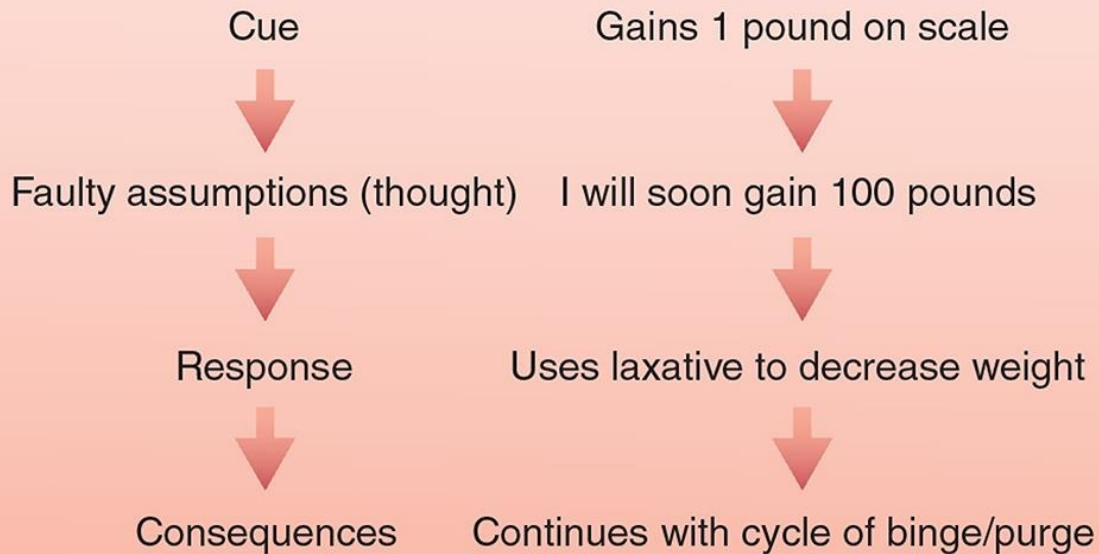 Cue
Gains 1 pound on scale
Faulty assumptions (thought)
I will soon gain 100 pounds
Response
Uses laxative to decrease weight
Consequences
Continues with cycle of binge/purge